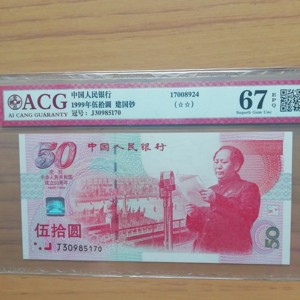 ACG
AI CANG GUARANTY
中国人民银行
1999年伍拾圆 建国钞
冠号：J30985170
17008924
(☆☆)
67 EPQ
Superb Gem Unc
50
中国人民银行
伍拾圆
J30985170
50